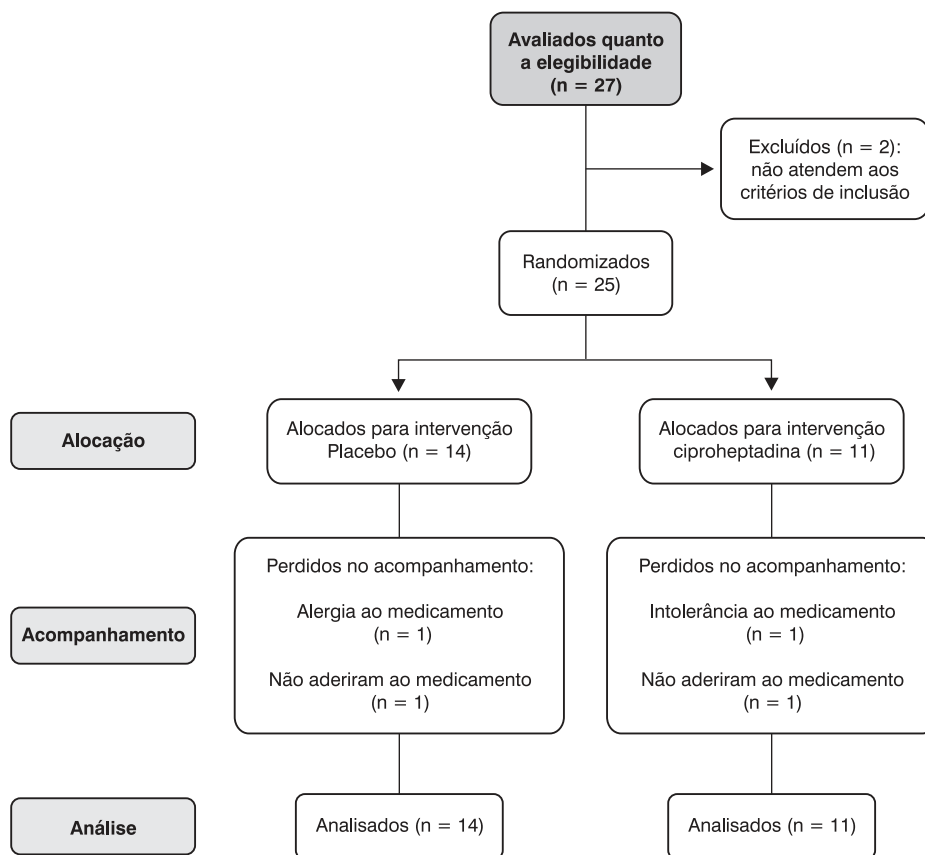 Avaliados quanto
a elegibilidade
(n = 27)
Excluídos (n = 2):
não atendem aos
critérios de inclusão
Randomizados
(n = 25)
Alocação
Alocados para intervenção
Placebo (n = 14)
Alocados para intervenção
ciproheptadina (n = 11)
Acompanhamento
Perdidos no acompanhamento:
Alergia ao medicamento
(n = 1)
Não aderiram ao medicamento
(n = 1)
Perdidos no acompanhamento:
Intolerância ao medicamento
(n = 1)
Não aderiram ao medicamento
(n = 1)
Análise
Analisados (n = 14)
Analisados (n = 11)